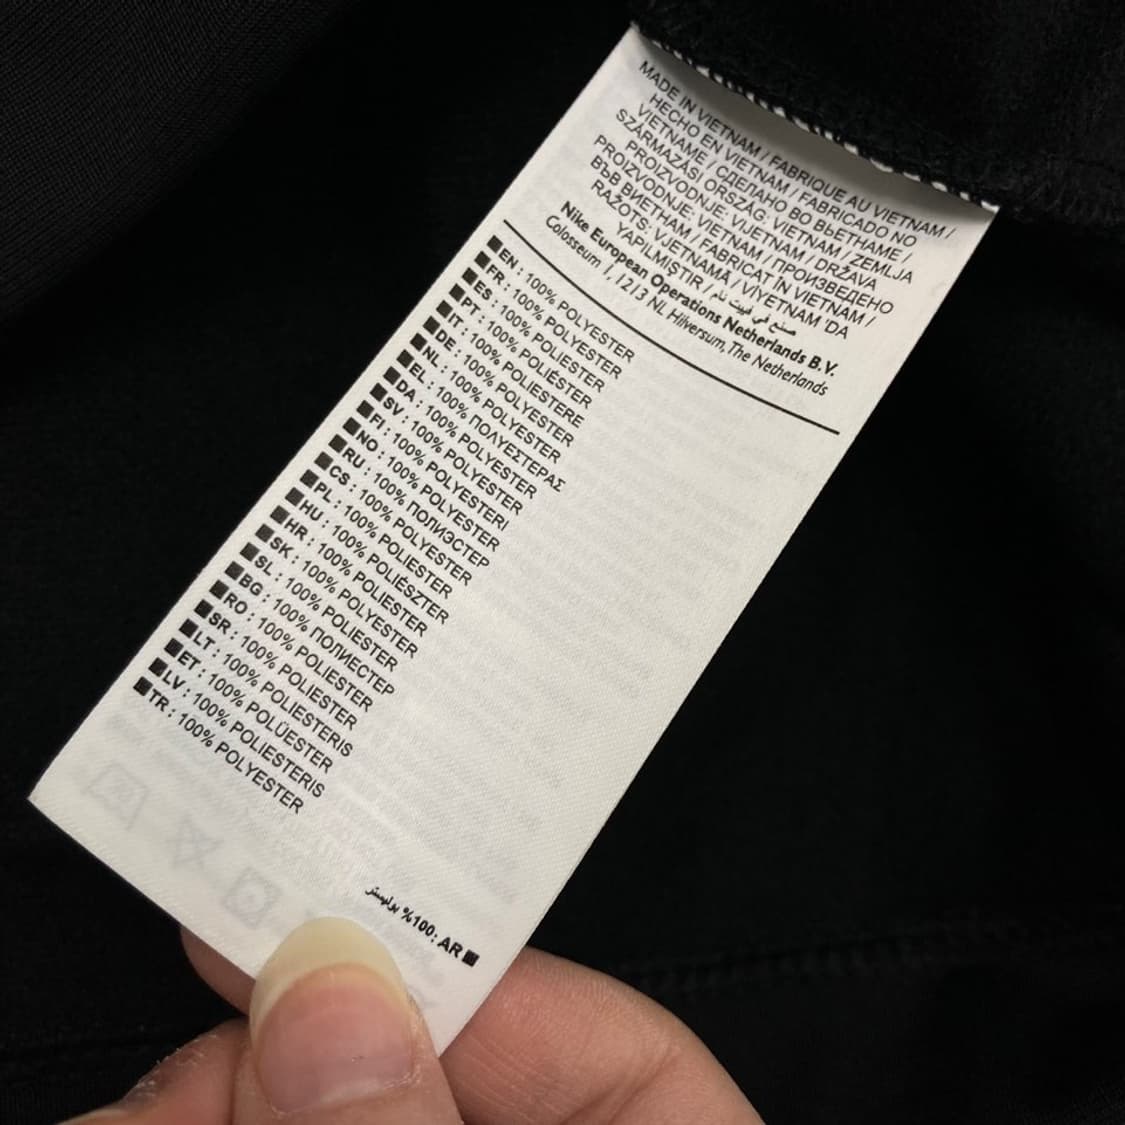 MADE IN VIETNAM / FABRIQUE AU VIETNAM /
HECHO EN VIETNAM / FABRICADO NO
VIETNAME / СДЕЛАНО ВО ВЬЕТНАМЕ /
SZÁRMAZÁSI ORSZÁG: VIETNAM / ZEMLJA
PROIZVODNJE: VIJETNAM / DRŽAVA
PROIZVODNJE: VIETNAM / ПРОИЗВЕДЕНО
ВЪВ ВИЕТНАМ / FABRICAT ÎN VIETNAM /
RAŽOTS: VJETNAMĀ / VİYETNAM 'DA
YAPILMIŞTIR / صنع في فييت نام
Nike European Operations Netherlands B.V.
Colosseum 1, 1213 NL Hilversum, The Netherlands
EN : 100% POLYESTER
FR : 100% POLYESTER
ES : 100% POLIÉSTER
PT : 100% POLIÉSTER
IT : 100% POLIESTERE
DE : 100% POLYESTER
NL : 100% POLYESTER
EL : 100% ΠΟΛΥΕΣΤΕΡΑΣ
DA : 100% POLYESTER
SV : 100% POLYESTER
FI : 100% POLYESTERI
NO : 100% POLYESTER
RU : 100% ПОЛИЭСТЕР
CS : 100% POLYESTER
PL : 100% POLIESTER
HU : 100% POLIÉSZTER
HR : 100% POLIESTER
SK : 100% POLYESTER
SL : 100% POLIESTER
BG : 100% ПОЛИЕСТЕР
RO : 100% POLIESTER
SR : 100% POLIESTER
LT : 100% POLIESTERIS
ET : 100% POLÜESTER
LV : 100% POLIESTERIS
TR : 100% POLYESTER
AR :100% بوليستر